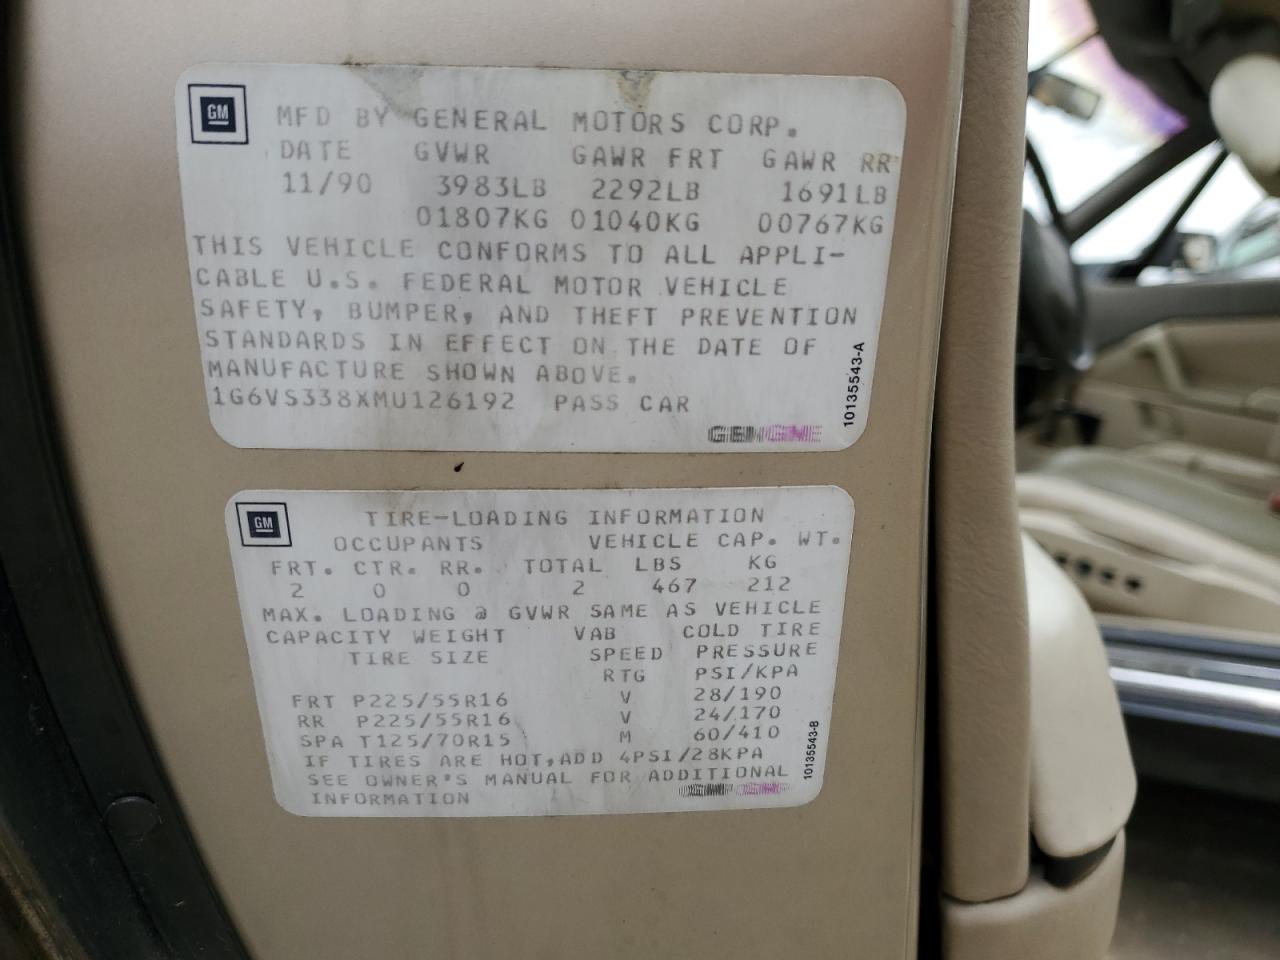 GM
MFD BY GENERAL MOTORS CORP.
DATE GVWR GAWR FRT GAWR RR
11/90 3983LB 2292LB 1691LB
01807KG 01040KG 00767KG
THIS VEHICLE CONFORMS TO ALL APPLI-
CABLE U.S. FEDERAL MOTOR VEHICLE
SAFETY, BUMPER, AND THEFT PREVENTION
STANDARDS IN EFFECT ON THE DATE OF
MANUFACTURE SHOWN ABOVE.
1G6VS338XMU126192 PASS CAR
10135543-A
GM
TIRE-LOADING INFORMATION
OCCUPANTS VEHICLE CAP. WT.
FRT. CTR. RR. TOTAL LBS KG
2 0 0 2 467 212
MAX. LOADING @ GVWR SAME AS VEHICLE
CAPACITY WEIGHT VAB COLD TIRE
TIRE SIZE SPEED PRESSURE
RTG PSI/KPA
FRT P225/55R16 V 28/190
RR P225/55R16 V 24/170
SPA T125/70R15 M 60/410
IF TIRES ARE HOT,ADD 4PSI/28KPA
SEE OWNER'S MANUAL FOR ADDITIONAL
INFORMATION
10135543-B